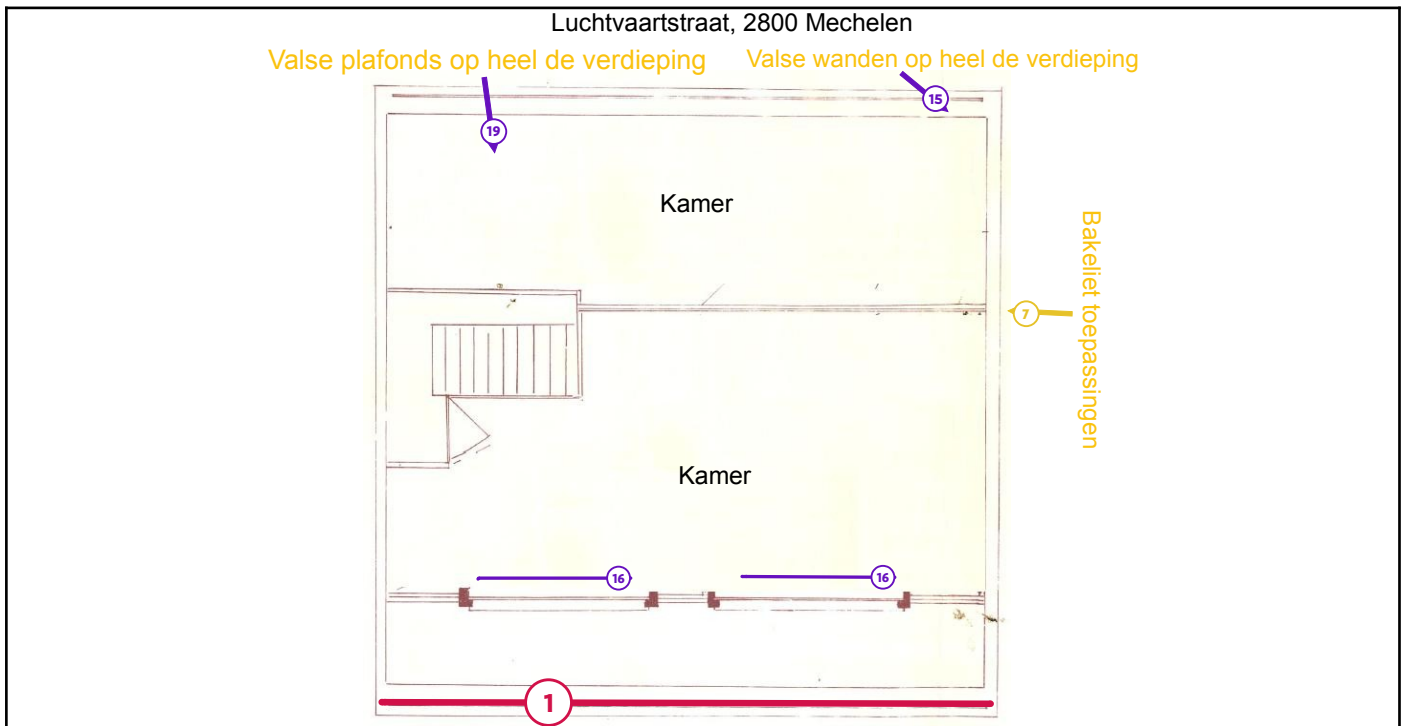 Luchtvaartstraat, 2800 Mechelen
Valse plafonds op heel de verdieping
Valse wanden op heel de verdieping
15
19
Kamer
Bakeliet toepassingen
7
Kamer
16
16
1